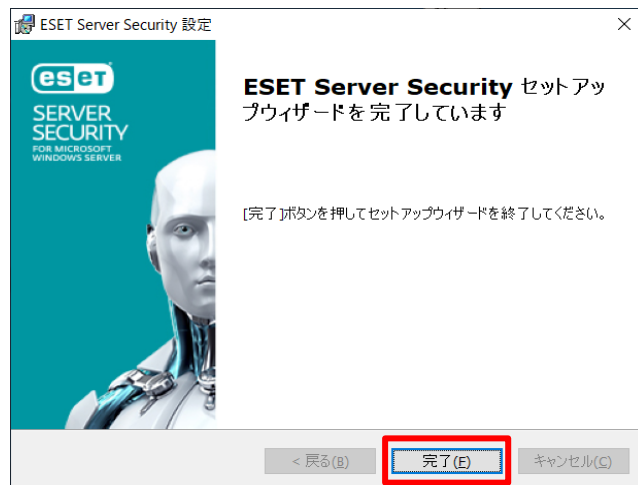 ESET Server Security 設定
eset
SERVER
SECURITY
FOR MICROSOFT
WINDOWS SERVER
ESET Server Security セットアッ
プウィザードを完了しています
[完了]ボタンを押してセットアップウィザードを終了してください。
< 戻る(B)
完了(F)
キャンセル(C)